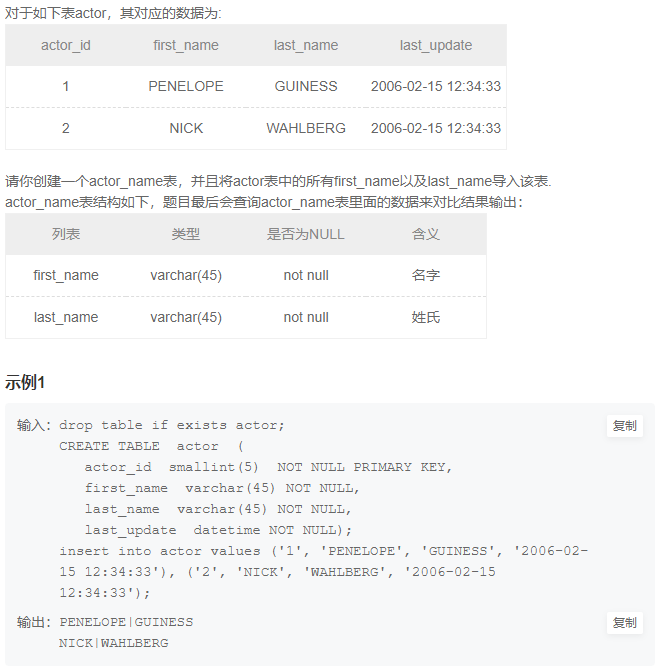 对于如下表actor，其对应的数据为:
actor_id first_name last_name last_update
1 PENELOPE GUINESS 2006-02-15 12:34:33
2 NICK WAHLBERG 2006-02-15 12:34:33
请你创建一个actor_name表，并且将actor表中的所有first_name以及last_name导入该表.
actor_name表结构如下，题目最后会查询actor_name表里面的数据来对比结果输出：
列表 类型 是否为NULL 含义
first_name varchar(45) not null 名字
last_name varchar(45) not null 姓氏
示例1
输入：drop table if exists actor; 复制
CREATE TABLE actor (
actor_id smallint(5) NOT NULL PRIMARY KEY,
first_name varchar(45) NOT NULL,
last_name varchar(45) NOT NULL,
last_update datetime NOT NULL);
insert into actor values ('1', 'PENELOPE', 'GUINESS', '2006-02-
15 12:34:33'), ('2', 'NICK', 'WAHLBERG', '2006-02-15
12:34:33');
输出：PENELOPE|GUINESS 复制
NICK|WAHLBERG